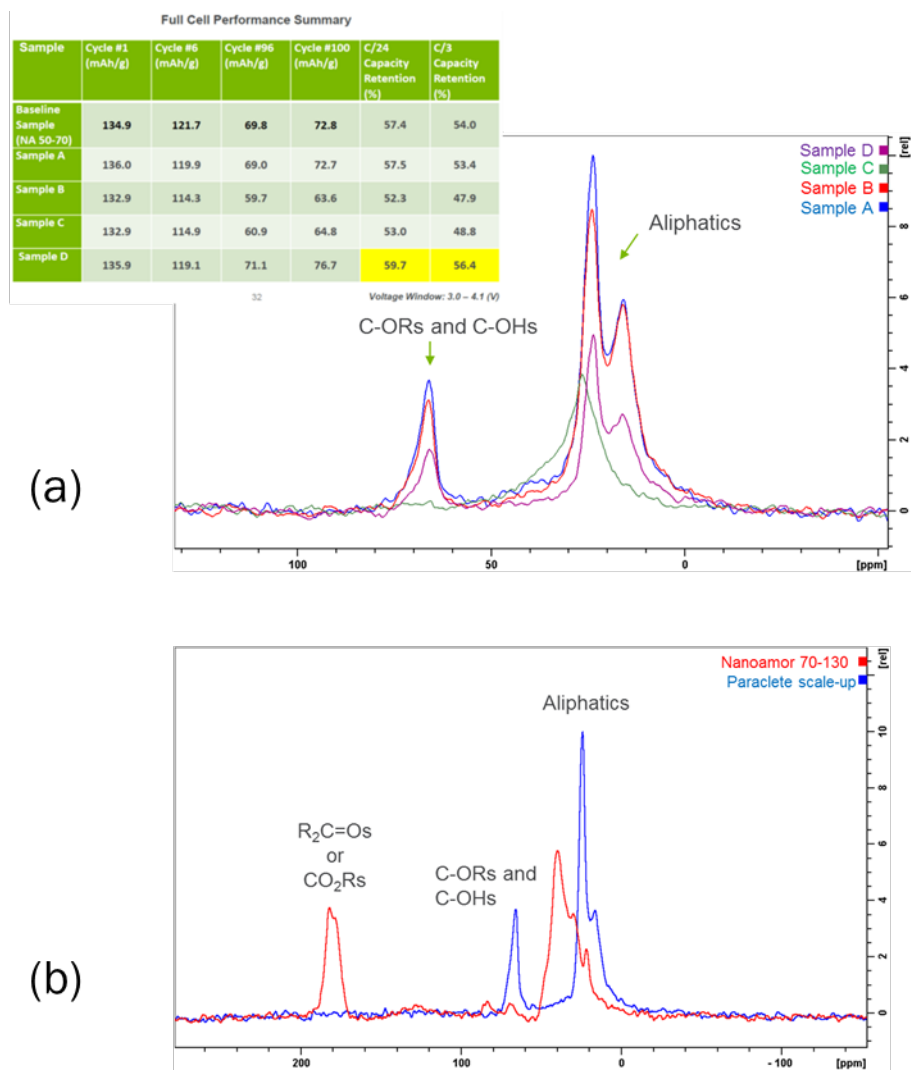 Full Cell Performance Summary
Sample Cycle #1 (mAh/g) Cycle #6 (mAh/g) Cycle #96 (mAh/g) Cycle #100 (mAh/g) C/24 Capacity Retention (%) C/3 Capacity Retention (%)
Baseline Sample (NA 50-70) 134.9 121.7 69.8 72.8 57.4 54.0
Sample A 136.0 119.9 69.0 72.7 57.5 53.4
Sample B 132.9 114.3 59.7 63.6 52.3 47.9
Sample C 132.9 114.9 60.9 64.8 53.0 48.8
Sample D 135.9 119.1 71.1 76.7 59.7 56.4
32
Voltage Window: 3.0 – 4.1 (V)
Sample D
Sample C
Sample B
Sample A
Aliphatics
C-ORs and C-OHs
[rel]
8
6
4
2
0
100 50 0 [ppm]
(a)
Nanoamor 70-130
Paraclete scale-up
Aliphatics
R₂C=Os
or
CO₂Rs
C-ORs and
C-OHs
[rel]
10
8
6
4
2
0
200 100 0 - 100 [ppm]
(b)